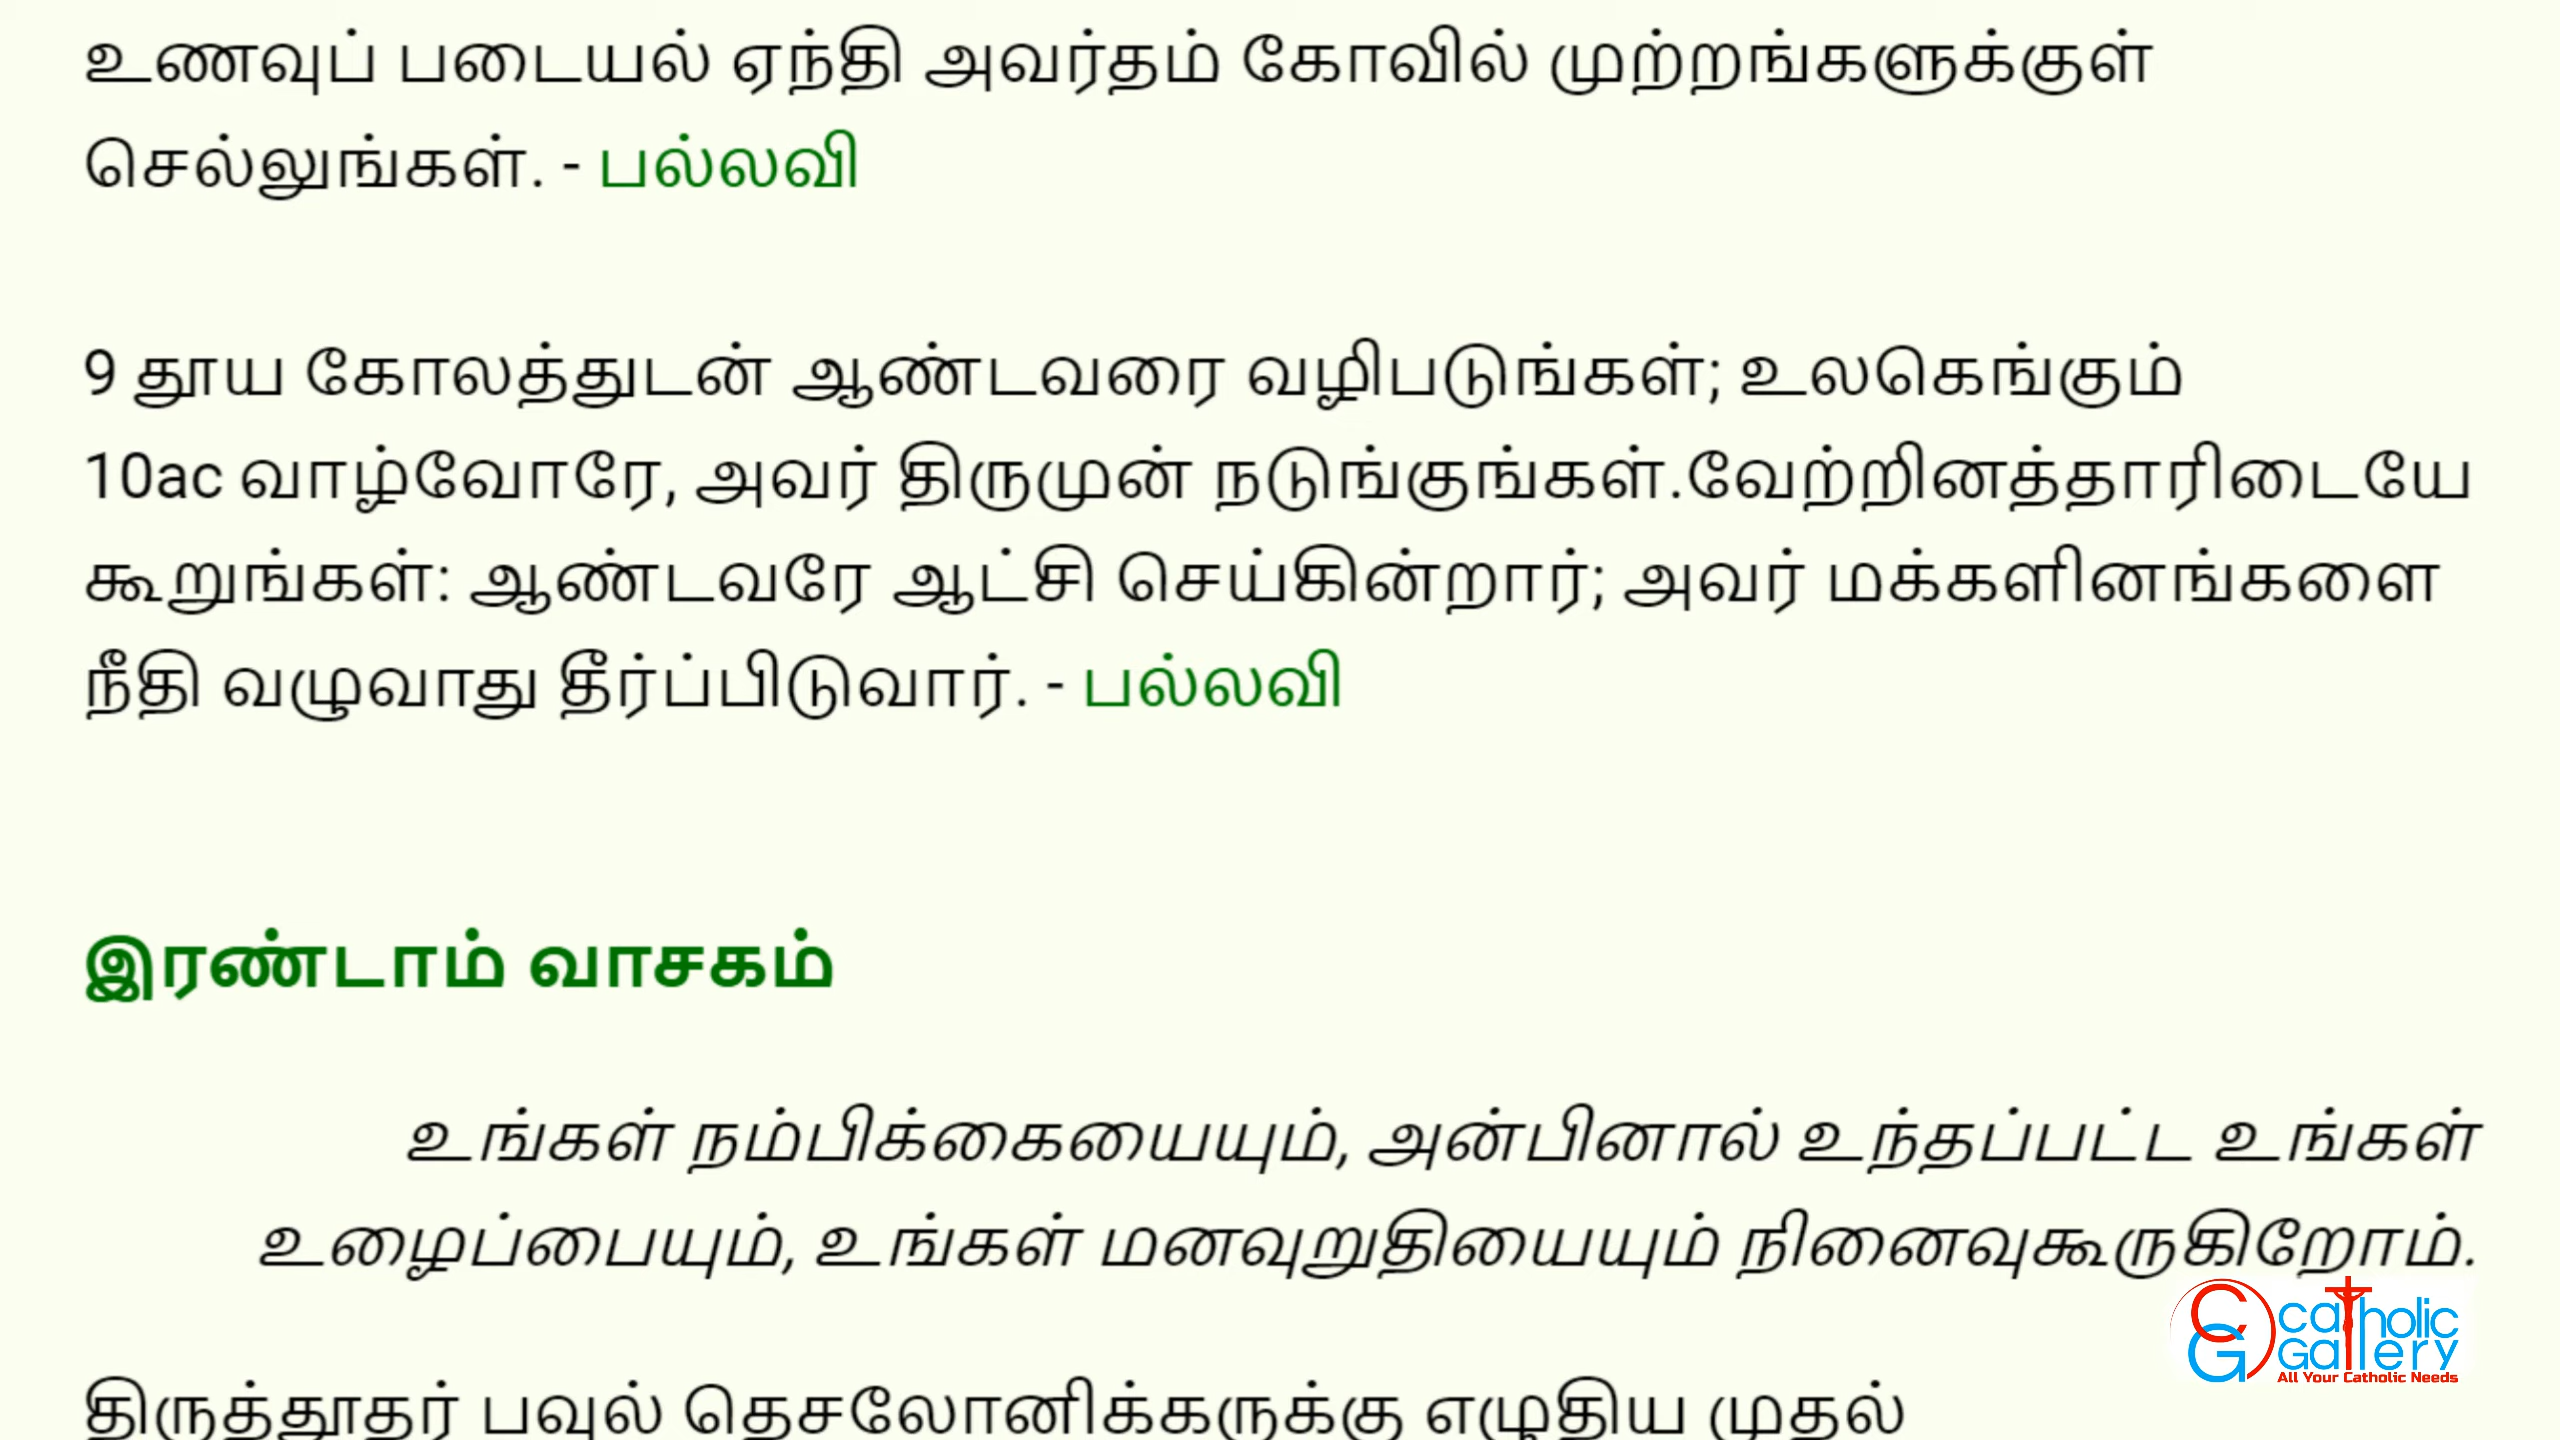 உணவுப் படையல் ஏந்தி அவர்தம் கோவில் முற்றங்களுக்குள்
செல்லுங்கள். - பல்லவி
9 தூய கோலத்துடன் ஆண்டவரை வழிபடுங்கள்; உலகெங்கும்
10ac வாழ்வோரே, அவர் திருமுன் நடுங்குங்கள்.வேற்றினத்தாரிடையே
கூறுங்கள்: ஆண்டவரே ஆட்சி செய்கின்றார்; அவர் மக்களினங்களை
நீதி வழுவாது தீர்ப்பிடுவார். - பல்லவி
இரண்டாம் வாசகம்
உங்கள் நம்பிக்கையையும், அன்பினால் உந்தப்பட்ட உங்கள்
உழைப்பையும், உங்கள் மனவுறுதியையும் நினைவுகூருகிறோம்.
திருத்தூதர் பவுல் தெசலோனிக்கருக்கு எழுதிய முதல்
CG catholic
Gallery
All Your Catholic Needs